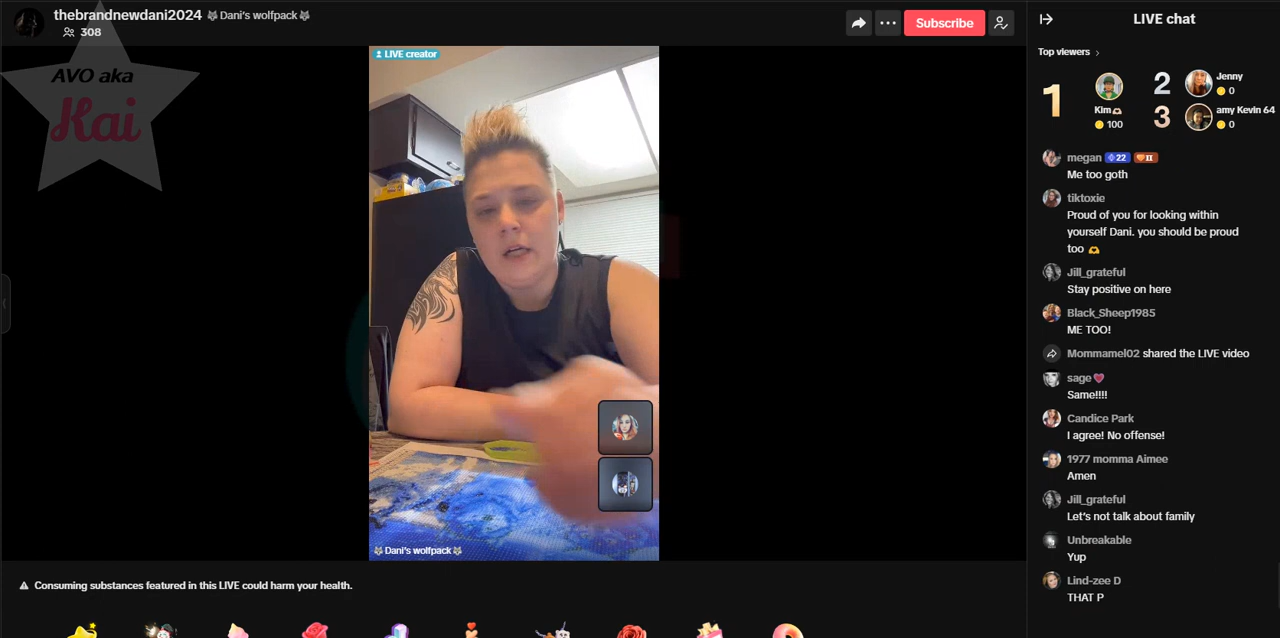 thebrandnewdani2024 🐺Dani's wolfpack🐺
308
AVO aka
Kai
Subscribe
LIVE creator
🐺Dani's wolfpack🐺
Consuming substances featured in this LIVE could harm your health.
LIVE chat
Top viewers
1
Kim🫶
100
2
Jenny
0
3
amy Kevin 64
0
megan 22 II
Me too goth
tiktoxie
Proud of you for looking within
yourself Dani. you should be proud
too 🫶
Jill_grateful
Stay positive on here
Black_Sheep1985
ME TOO!
Mommamel02 shared the LIVE video
sage💗
Same!!!!
Candice Park
I agree! No offense!
1977 momma Aimee
Amen
Jill_grateful
Let's not talk about family
Unbreakable
Yup
Lind-zee D
THAT P